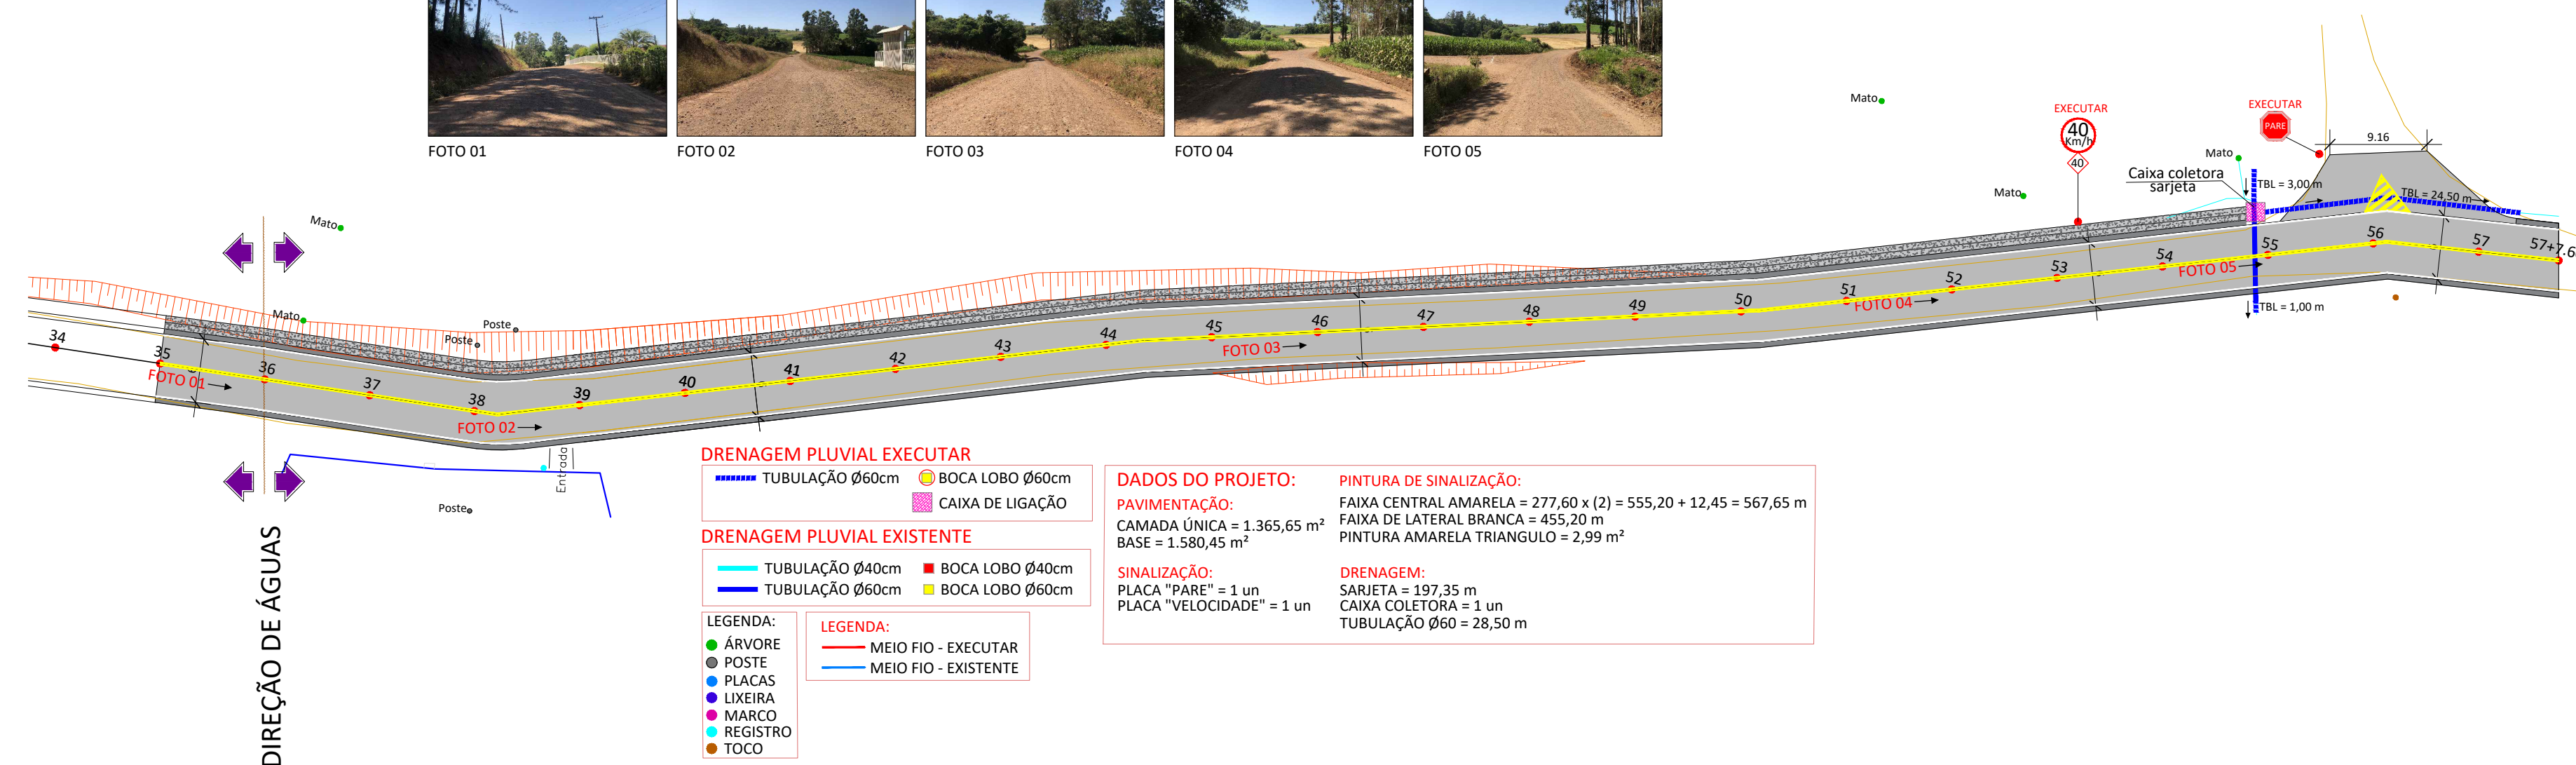 FOTO 01
FOTO 02
FOTO 03
FOTO 04
FOTO 05
Mato
EXECUTAR
40
Km/h
40
EXECUTAR
PARE
9.16
Mato
Mato
Caixa coletora
sarjeta
TBL = 3,00 m
TBL = 24,50 m
TBL = 1,00 m
Mato
Mato
Poste
Poste
34
35
36
37
38
39
40
41
42
43
44
45
46
47
48
49
50
51
52
53
54
55
56
57
57+7.6
FOTO 01
FOTO 02
FOTO 03
FOTO 04
FOTO 05
Entrada
Poste
DIREÇÃO DE ÁGUAS
DRENAGEM PLUVIAL EXECUTAR
TUBULAÇÃO Ø60cm
BOCA LOBO Ø60cm
CAIXA DE LIGAÇÃO
DRENAGEM PLUVIAL EXISTENTE
TUBULAÇÃO Ø40cm
BOCA LOBO Ø40cm
TUBULAÇÃO Ø60cm
BOCA LOBO Ø60cm
LEGENDA:
ÁRVORE
POSTE
PLACAS
LIXEIRA
MARCO
REGISTRO
TOCO
LEGENDA:
MEIO FIO - EXECUTAR
MEIO FIO - EXISTENTE
DADOS DO PROJETO:
PAVIMENTAÇÃO:
CAMADA ÚNICA = 1.365,65 m²
BASE = 1.580,45 m²
SINALIZAÇÃO:
PLACA "PARE" = 1 un
PLACA "VELOCIDADE" = 1 un
PINTURA DE SINALIZAÇÃO:
FAIXA CENTRAL AMARELA = 277,60 x (2) = 555,20 + 12,45 = 567,65 m
FAIXA DE LATERAL BRANCA = 455,20 m
PINTURA AMARELA TRIANGULO = 2,99 m²
DRENAGEM:
SARJETA = 197,35 m
CAIXA COLETORA = 1 un
TUBULAÇÃO Ø60 = 28,50 m